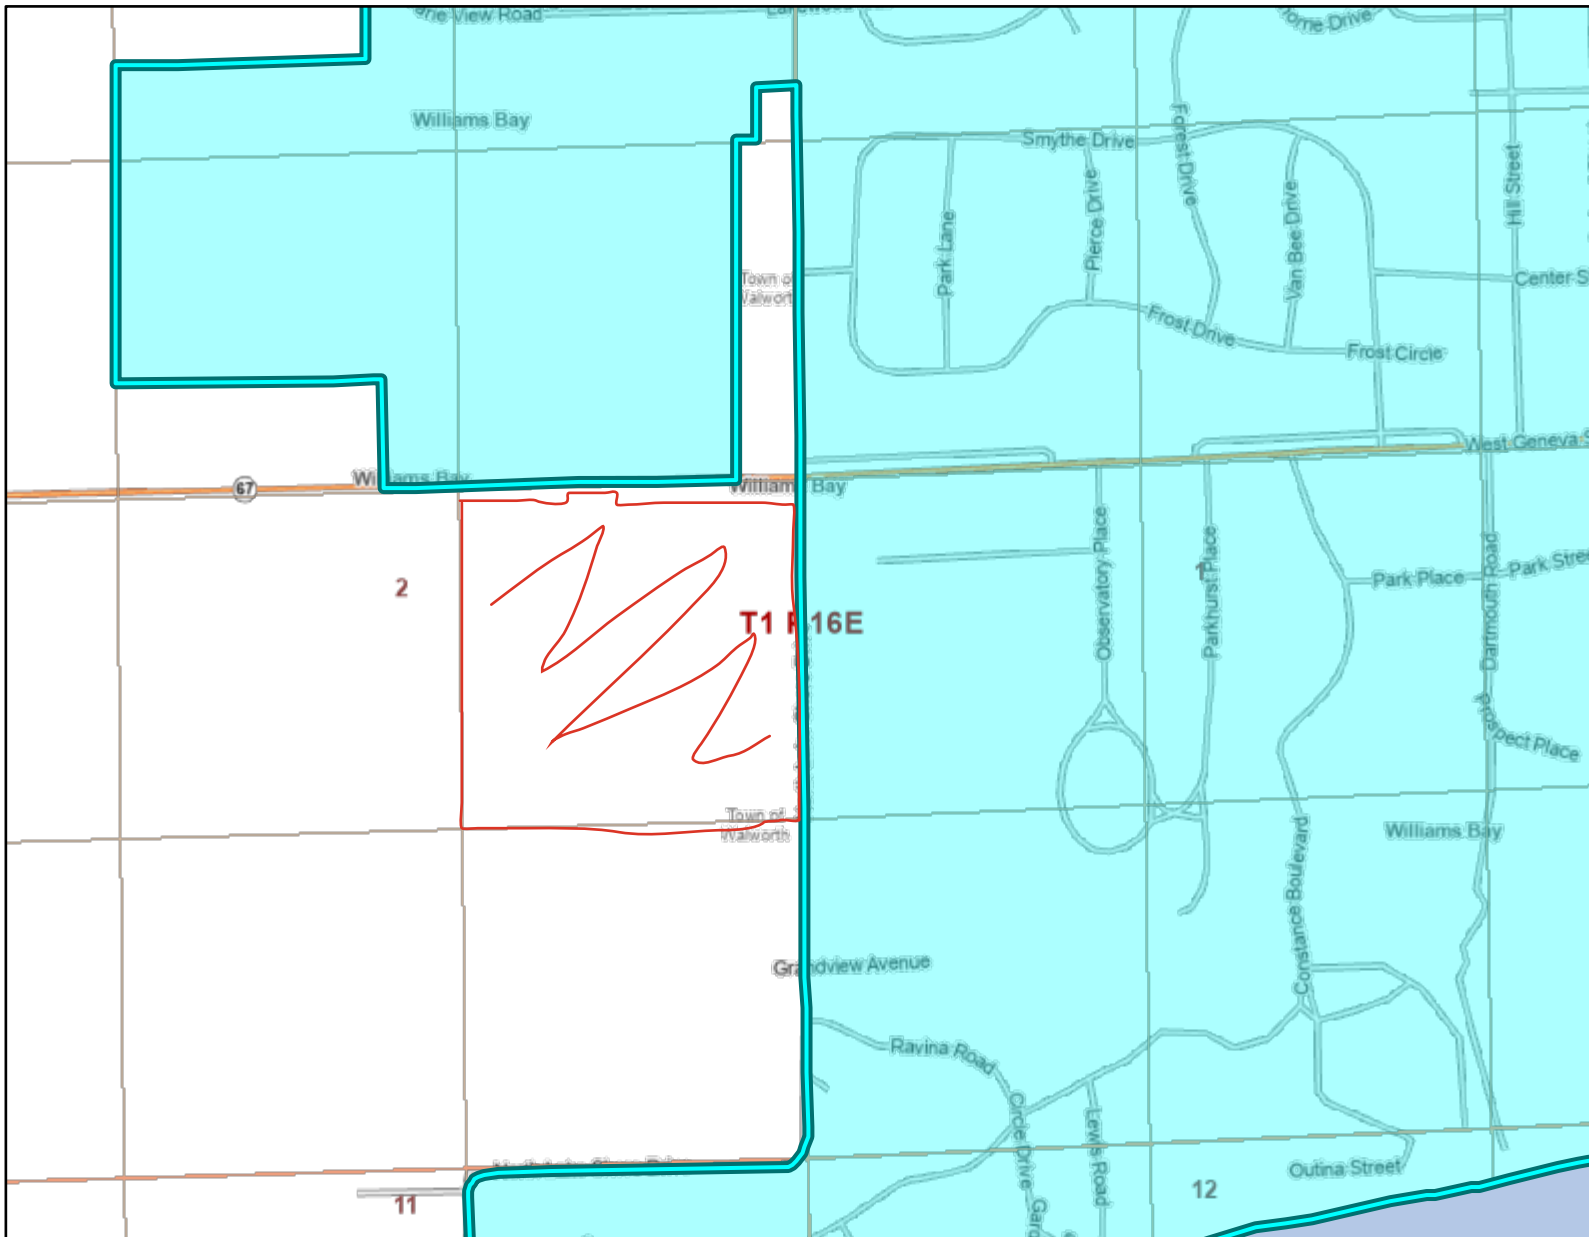 Williams Bay
Smythe Drive
Forest Drive
Pierce Drive
Park Lane
Van Bee Drive
Hill Street
Town of
Frost Drive
Frost Circle
West Geneva
67
Williams Bay
Williams Bay
2
T1
16E
1
Observatory Place
Parkhurst Place
Park Place
Dartmouth Road
Prospect Place
Town of
Walworth
Williams Bay
Constance Boulevard
Grandview Avenue
Ravina Road
Circle Drive
Lewis Road
Outina Street
11
12